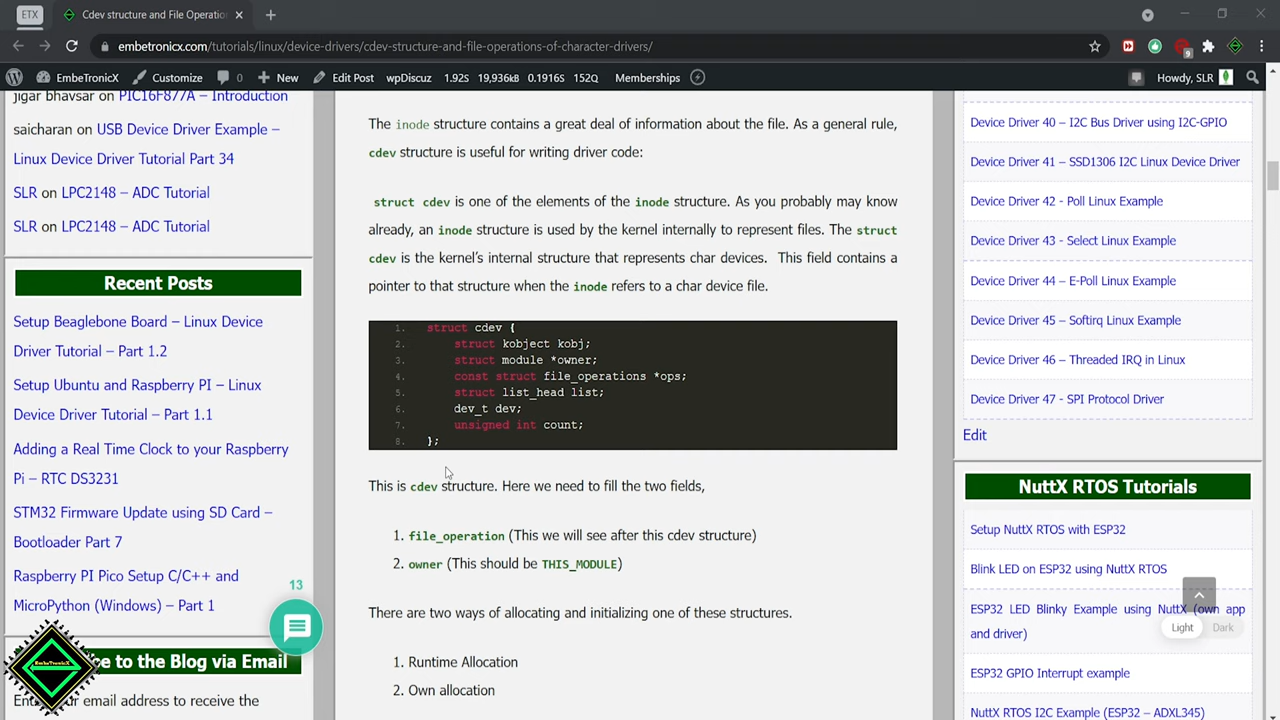 ETX
Cdev structure and File Operatio
embetronicx.com/tutorials/linux/device-drivers/cdev-structure-and-file-operations-of-character-drivers/
9
EmbeTronicX Customize 0 New Edit Post wpDiscuz 1.92S 19,936kB 0.1916S 152Q Memberships Howdy, SLR
jigar bhavsar on PIC16F877A – Introduction
saicharan on USB Device Driver Example –
Linux Device Driver Tutorial Part 34
SLR on LPC2148 – ADC Tutorial
SLR on LPC2148 – ADC Tutorial
Recent Posts
Setup Beaglebone Board – Linux Device
Driver Tutorial – Part 1.2
Setup Ubuntu and Raspberry PI – Linux
Device Driver Tutorial – Part 1.1
Adding a Real Time Clock to your Raspberry
Pi – RTC DS3231
STM32 Firmware Update using SD Card –
Bootloader Part 7
Raspberry PI Pico Setup C/C++ and
MicroPython (Windows) – Part 1
13
ce to the Blog via Email
EmbeTronicX
Ente your email address to receive the
The inode structure contains a great deal of information about the file. As a general rule,
cdev structure is useful for writing driver code:
struct cdev is one of the elements of the inode structure. As you probably may know
already, an inode structure is used by the kernel internally to represent files. The struct
cdev is the kernel's internal structure that represents char devices. This field contains a
pointer to that structure when the inode refers to a char device file.
1. struct cdev {
2. struct kobject kobj;
3. struct module *owner;
4. const struct file_operations *ops;
5. struct list_head list;
6. dev_t dev;
7. unsigned int count;
8. };
This is cdev structure. Here we need to fill the two fields,
1. file_operation (This we will see after this cdev structure)
2. owner (This should be THIS_MODULE)
There are two ways of allocating and initializing one of these structures.
1. Runtime Allocation
2. Own allocation
Device Driver 40 – I2C Bus Driver using I2C-GPIO
Device Driver 41 – SSD1306 I2C Linux Device Driver
Device Driver 42 - Poll Linux Example
Device Driver 43 - Select Linux Example
Device Driver 44 – E-Poll Linux Example
Device Driver 45 – Softirq Linux Example
Device Driver 46 – Threaded IRQ in Linux
Device Driver 47 - SPI Protocol Driver
Edit
NuttX RTOS Tutorials
Setup NuttX RTOS with ESP32
Blink LED on ESP32 using NuttX RTOS
ESP32 LED Blinky Example using NuttX (own app
and driver)
Light Dark
ESP32 GPIO Interrupt example
NuttX RTOS I2C Example (ESP32 – ADXL345)